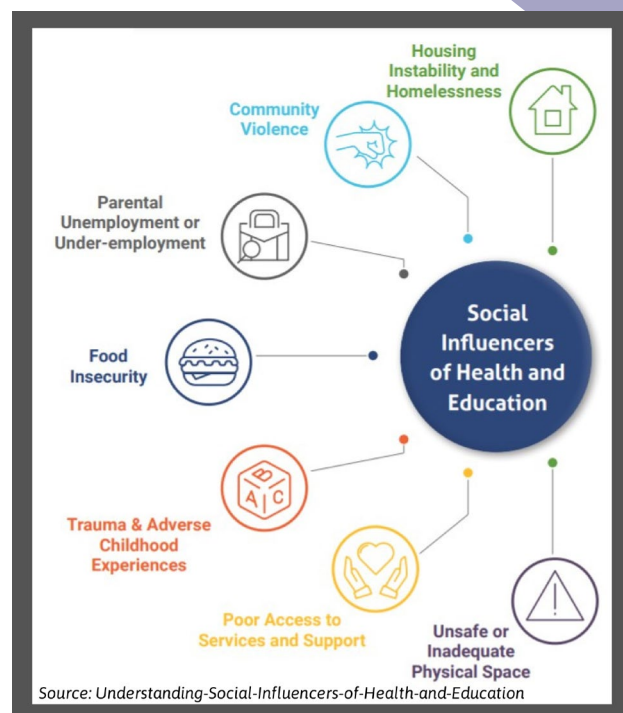 Housing
Instability and
Homelessness
Community
Violence
Parental
Unemployment or
Under-employment
Social
Influencers
of Health and
Education
Food
Insecurity
B
A C
Trauma & Adverse
Childhood
Experiences
Poor Access to
Services and Support
Unsafe or
Inadequate
Physical Space
Source: Understanding-Social-Influencers-of-Health-and-Education